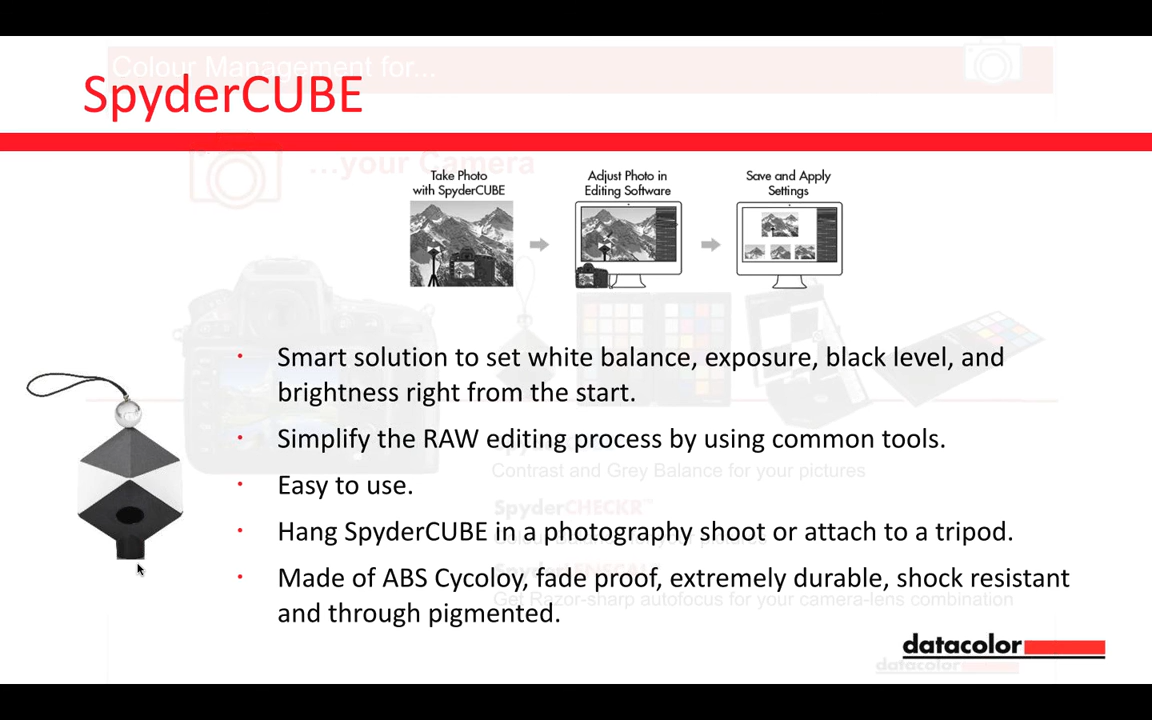 Colour Management for...
SpyderCUBE
...your Camera
Take Photo
with SpyderCUBE
Adjust Photo in
Editing Software
Save and Apply
Settings
• Smart solution to set white balance, exposure, black level, and
brightness right from the start.
• Simplify the RAW editing process by using common tools.
Contrast and Grey Balance for your pictures
• Easy to use.
SpyderCHECKR™
• Hang SpyderCUBE in a photography shoot or attach to a tripod.
• Made of ABS Cycoloy, fade proof, extremely durable, shock resistant
Get Razor-sharp autofocus for your camera-lens combination
and through pigmented.
datacolor
datacolor